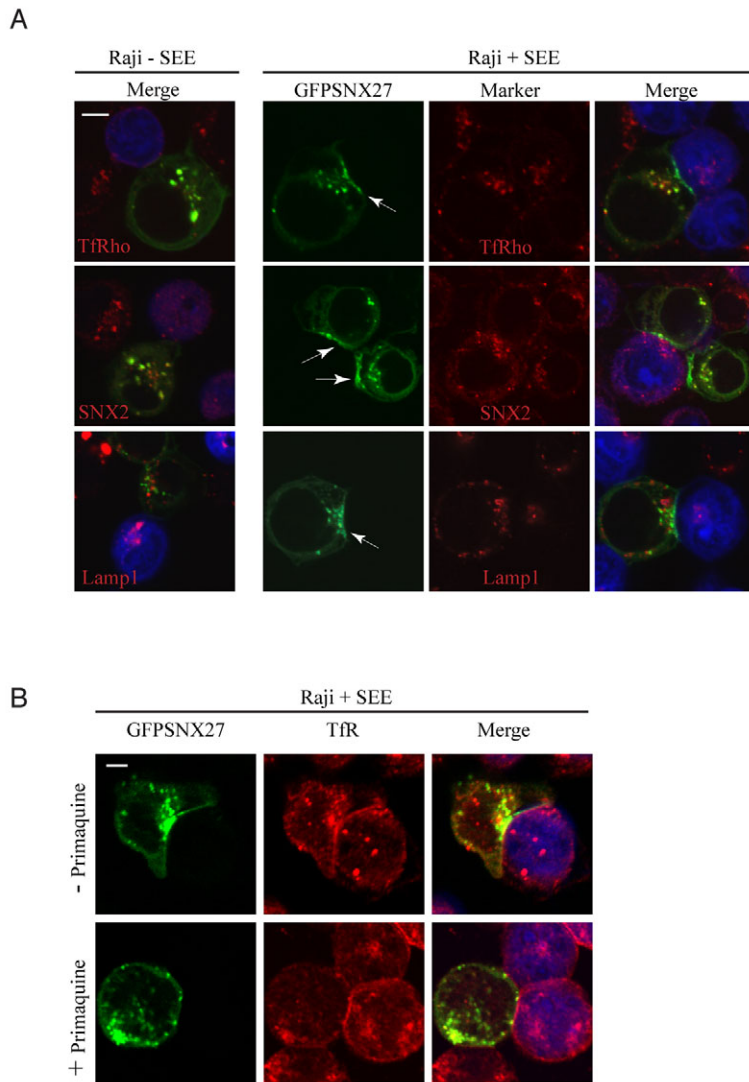 A
Raji - SEE
Raji + SEE
Merge
GFPSNX27
Marker
Merge
TfRho
TfRho
SNX2
SNX2
Lamp1
Lamp1
B
Raji + SEE
GFPSNX27
TfR
Merge
- Primaquine
+ Primaquine